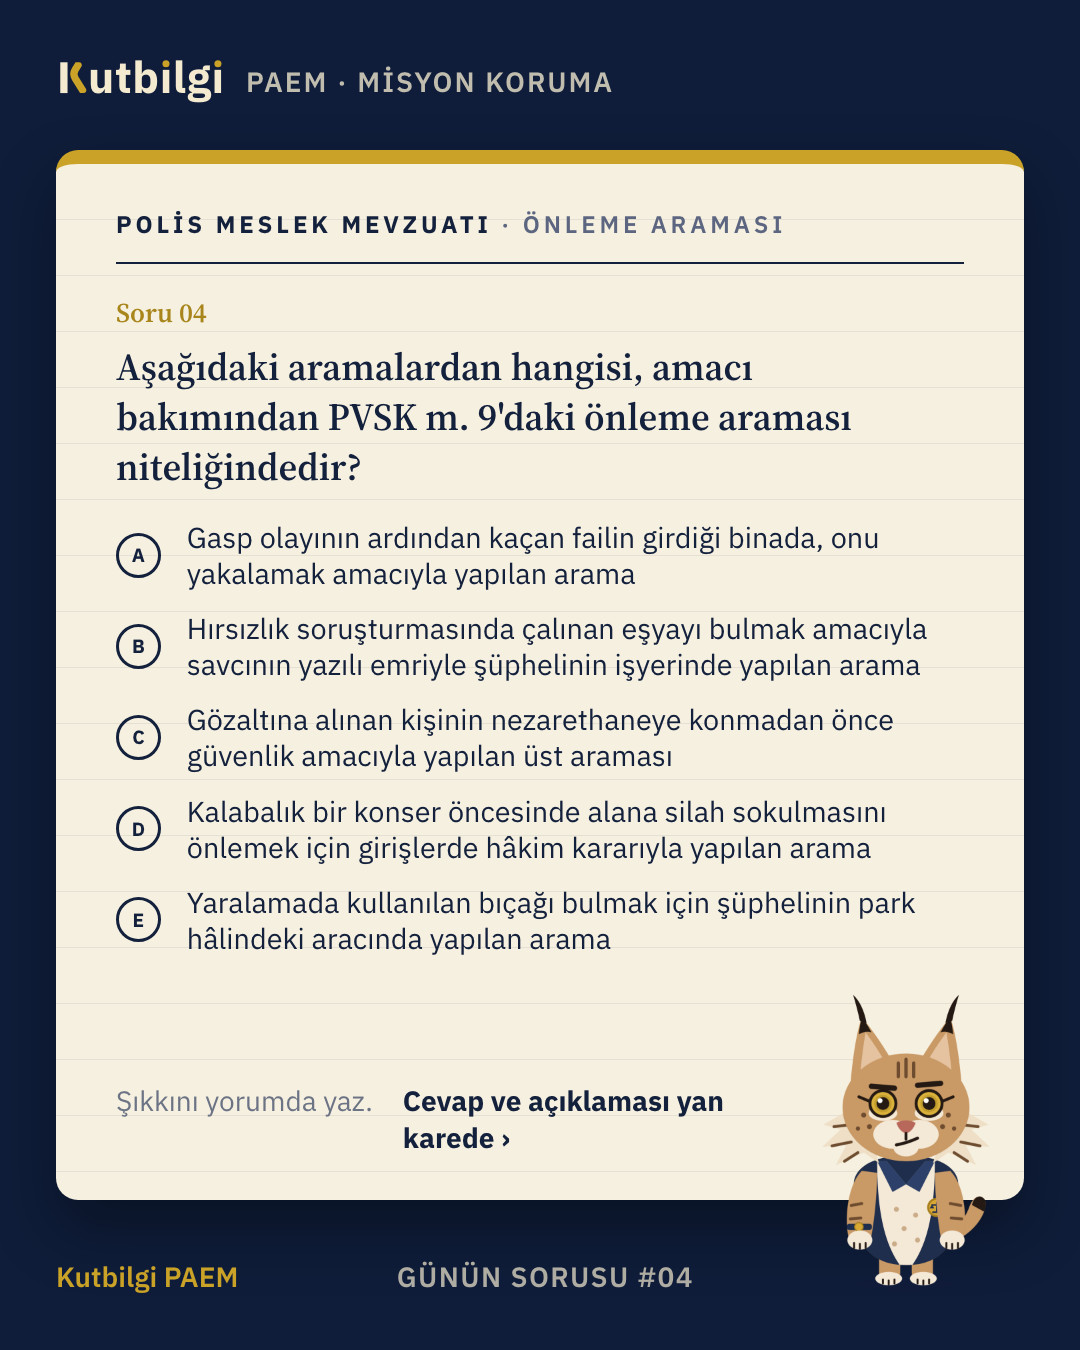 Kutbilgi PAEM · MİSYON KORUMA
POLİS MESLEK MEVZUATI · ÖNLEME ARAMASI
Soru 04
Aşağıdaki aramalardan hangisi, amacı
bakımından PVSK m. 9'daki önleme araması
niteliğindedir?
A Gasp olayının ardından kaçan failin girdiği binada, onu
yakalamak amacıyla yapılan arama
B Hırsızlık soruşturmasında çalınan eşyayı bulmak amacıyla
savcının yazılı emriyle şüphelinin işyerinde yapılan arama
C Gözaltına alınan kişinin nezarethaneye konmadan önce
güvenlik amacıyla yapılan üst araması
D Kalabalık bir konser öncesinde alana silah sokulmasını
önlemek için girişlerde hâkim kararıyla yapılan arama
E Yaralamada kullanılan bıçağı bulmak için şüphelinin park
hâlindeki aracında yapılan arama
Şıkkını yorumda yaz. Cevap ve açıklaması yan
karede ›
Kutbilgi PAEM GÜNÜN SORUSU #04